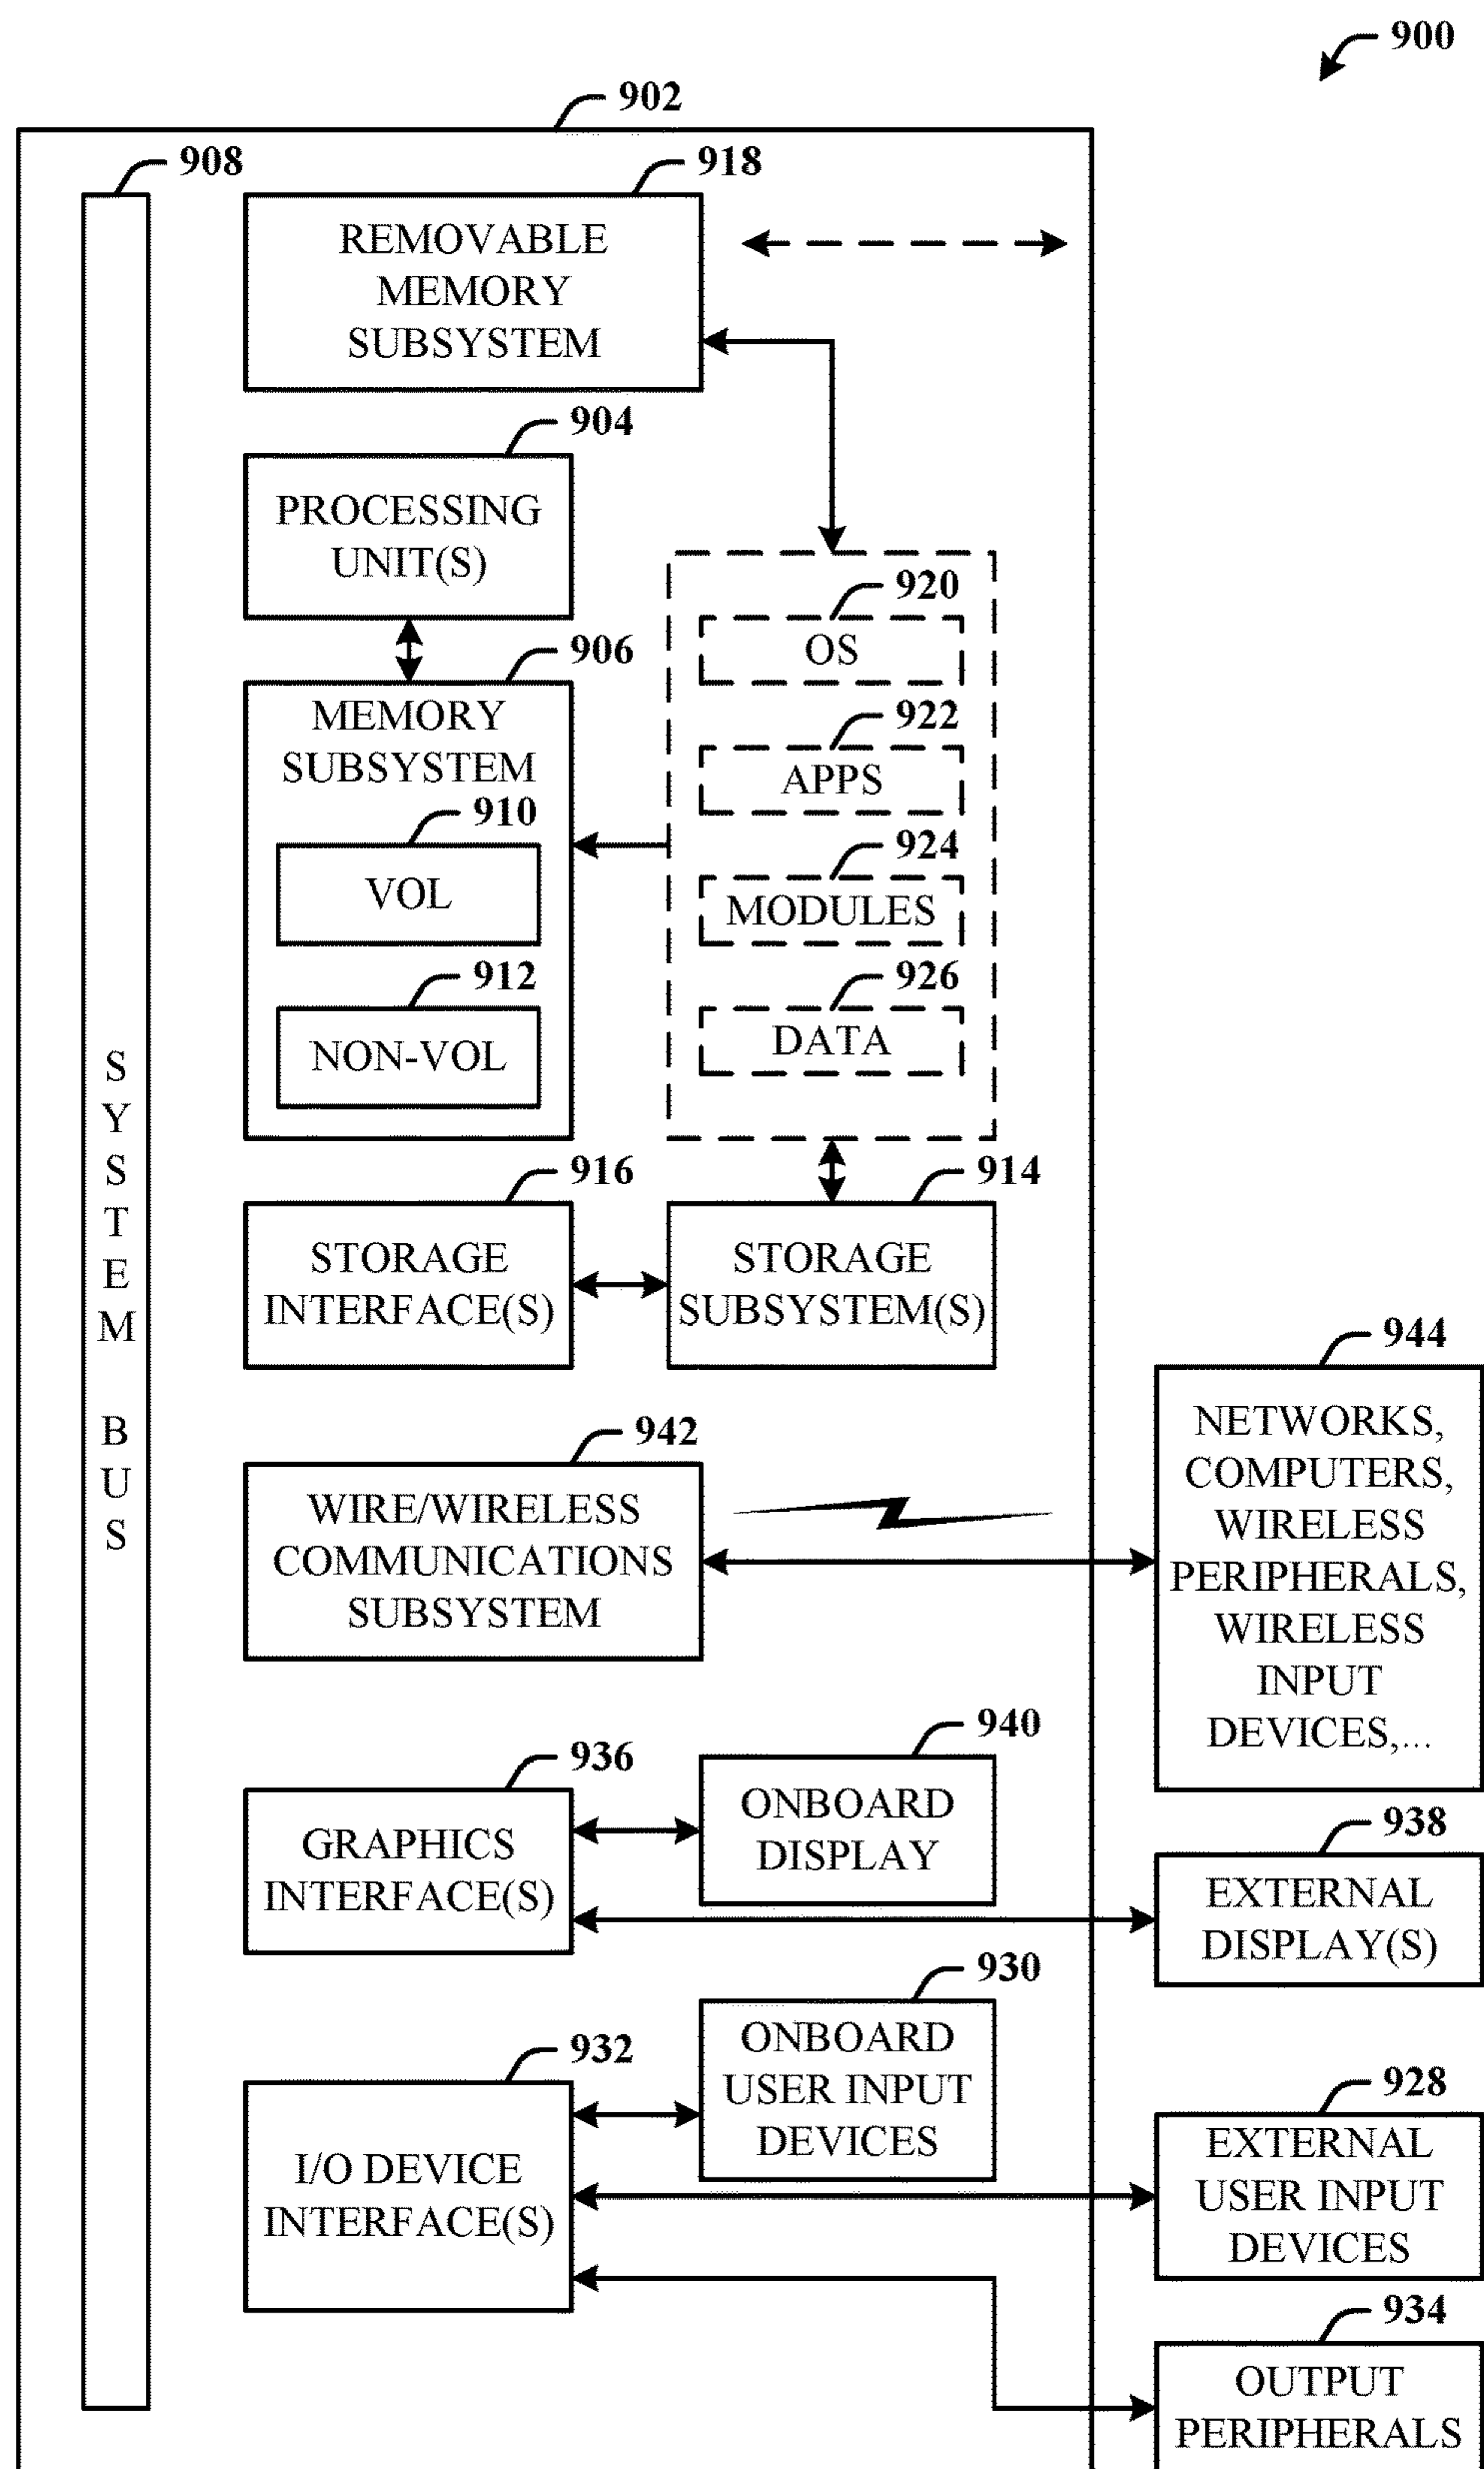 900
902
908
918
REMOVABLE
MEMORY
SUBSYSTEM
904
PROCESSING
UNIT(S)
906
MEMORY
SUBSYSTEM
910
VOL
912
NON-VOL
920
OS
922
APPS
924
MODULES
926
DATA
916
STORAGE
INTERFACE(S)
914
STORAGE
SUBSYSTEM(S)
SYSTEM BUS
942
WIRE/WIRELESS
COMMUNICATIONS
SUBSYSTEM
944
NETWORKS,
COMPUTERS,
WIRELESS
PERIPHERALS,
WIRELESS
INPUT
DEVICES,...
936
GRAPHICS
INTERFACE(S)
940
ONBOARD
DISPLAY
938
EXTERNAL
DISPLAY(S)
932
I/O DEVICE
INTERFACE(S)
930
ONBOARD
USER INPUT
DEVICES
928
EXTERNAL
USER INPUT
DEVICES
934
OUTPUT
PERIPHERALS